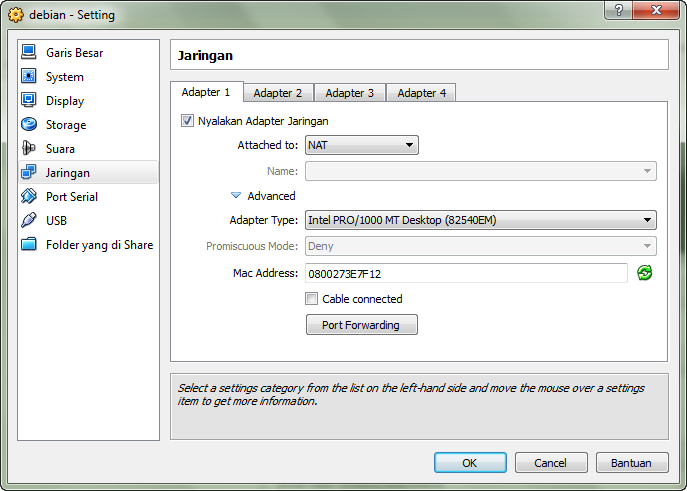 debian - Setting
Garis Besar
System
Display
Storage
Suara
Jaringan
Port Serial
USB
Folder yang di Share
Jaringan
Adapter 1 Adapter 2 Adapter 3 Adapter 4
Nyalakan Adapter Jaringan
Attached to: NAT
Name:
Advanced
Adapter Type: Intel PRO/1000 MT Desktop (82540EM)
Promiscuous Mode: Deny
Mac Address: 0800273E7F12
Cable connected
Port Forwarding
Select a settings category from the list on the left-hand side and move the mouse over a settings
item to get more information.
OK Cancel Bantuan